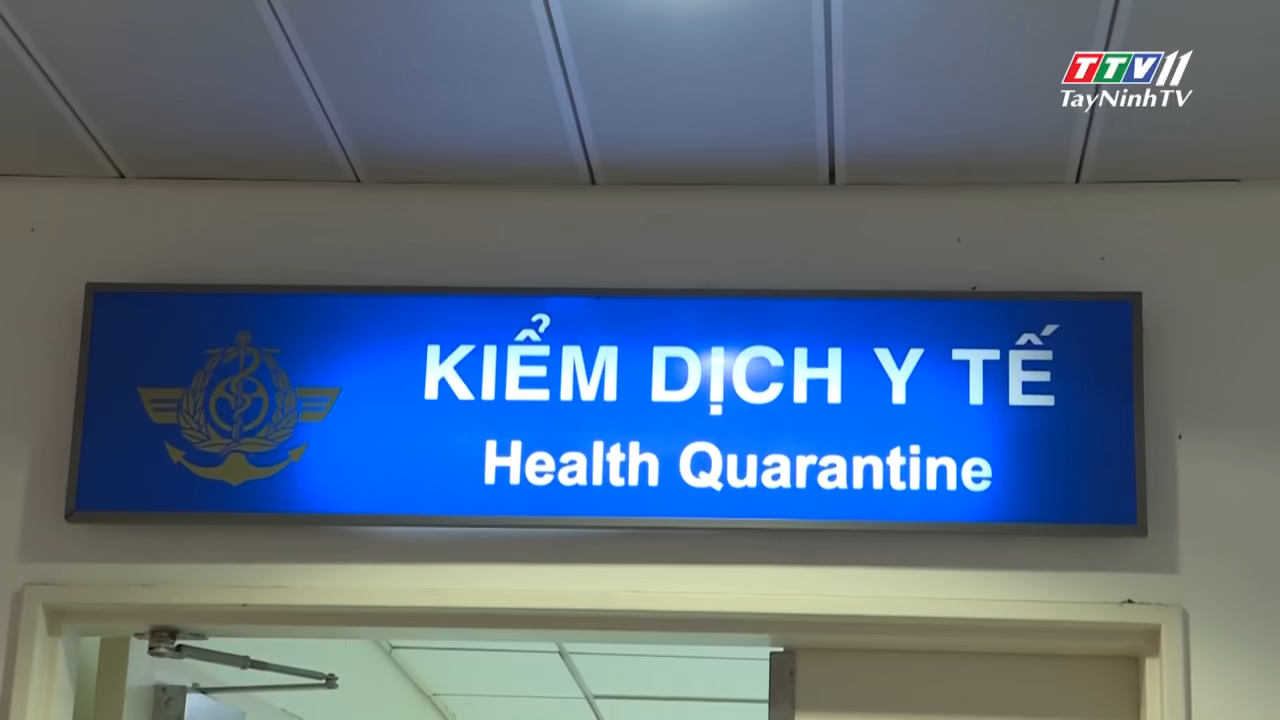 TTV11
TayNinhTV
KIỂM DỊCH Y TẾ
Health Quarantine